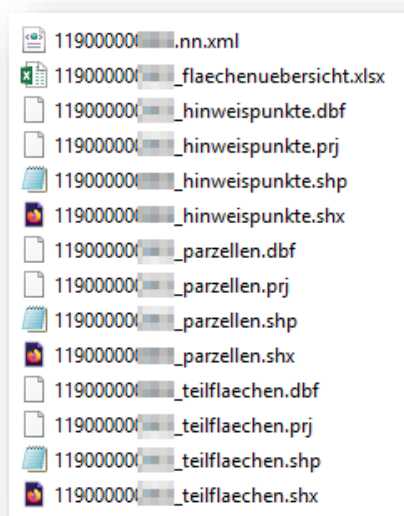 119000000 .nn.xml
119000000 _flaechenuebersicht.xlsx
119000000 _hinweispunkte.dbf
119000000 _hinweispunkte.prj
119000000 _hinweispunkte.shp
119000000 _hinweispunkte.shx
119000000 _parzellen.dbf
119000000 _parzellen.prj
119000000 _parzellen.shp
119000000 _parzellen.shx
119000000 _teilflaechen.dbf
119000000 _teilflaechen.prj
119000000 _teilflaechen.shp
119000000 _teilflaechen.shx